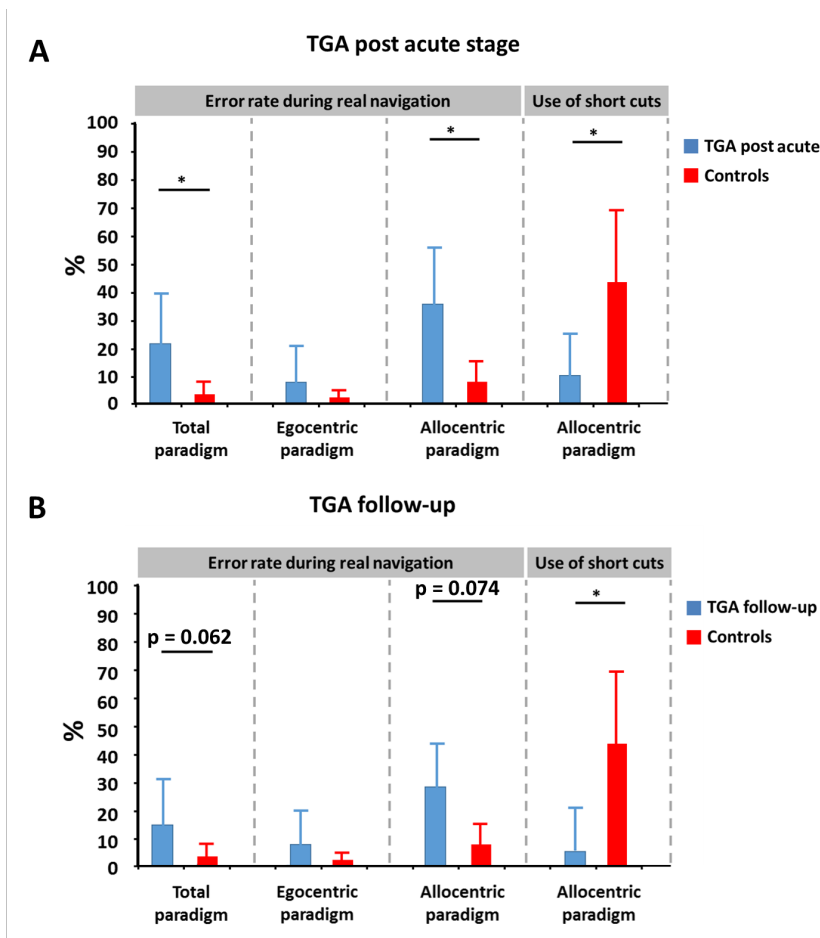 A
TGA post acute stage
Error rate during real navigation
Use of short cuts
100
90
80
70
60
50
40
30
20
10
0
%
*
*
*
TGA post acute
Controls
Total
paradigm
Egocentric
paradigm
Allocentric
paradigm
Allocentric
paradigm
B
TGA follow-up
Error rate during real navigation
Use of short cuts
100
90
80
70
60
50
40
30
20
10
0
%
p = 0.062
p = 0.074
*
TGA follow-up
Controls
Total
paradigm
Egocentric
paradigm
Allocentric
paradigm
Allocentric
paradigm